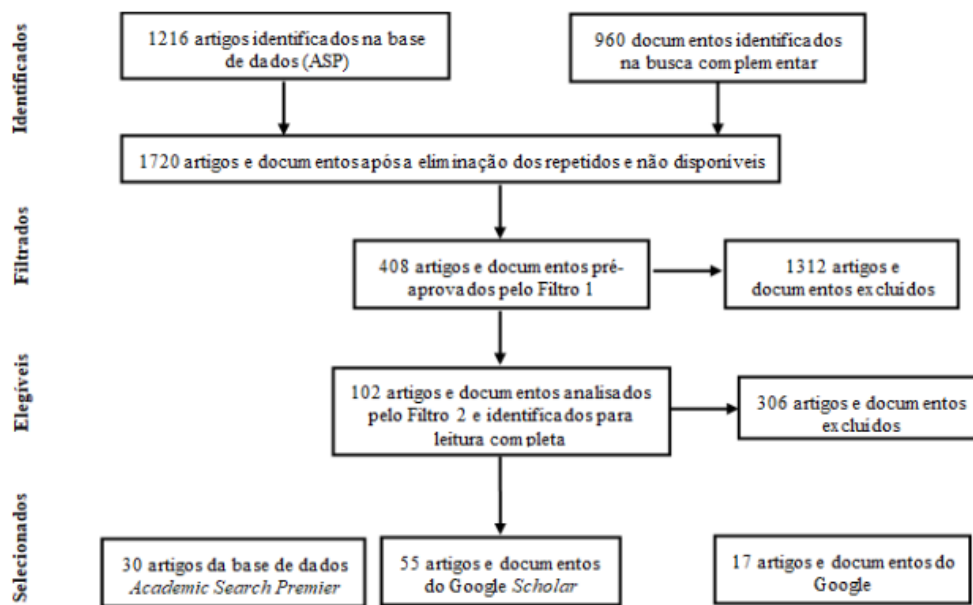 Identificados
1216 artigos identificados na base
de dados (ASP)
960 documentos identificados
na busca complementar
1720 artigos e documentos após a eliminação dos repetidos e não disponíveis
Filtrados
408 artigos e documentos pré-
aprovados pelo Filtro 1
1312 artigos e
documentos excluídos
Elegíveis
102 artigos e documentos analisados
pelo Filtro 2 e identificados para
leitura completa
306 artigos e documentos
excluídos
Selecionados
30 artigos da base de dados
Academic Search Premier
55 artigos e documentos
do Google Scholar
17 artigos e documentos do
Google